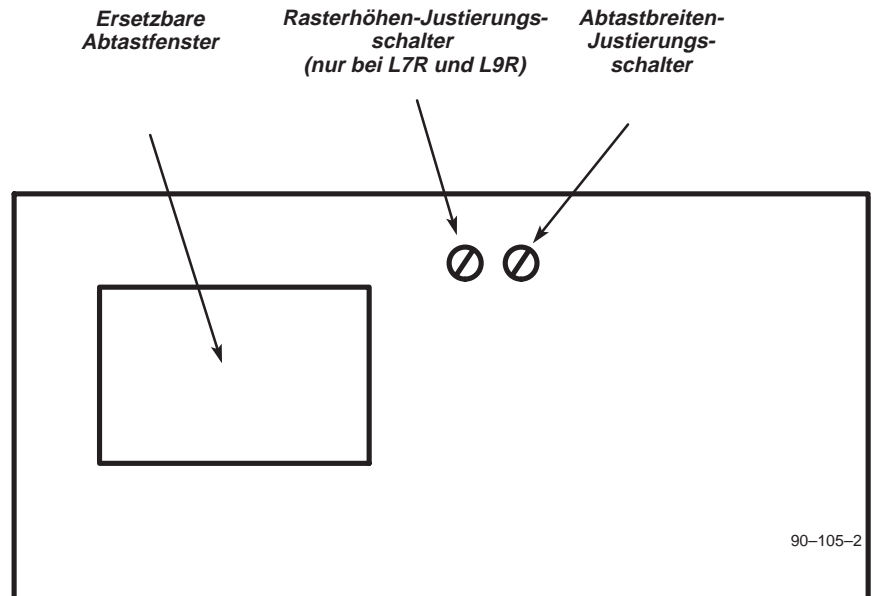 Ersetzbare
Abtastfenster
Rasterhöhen-Justierungs-
schalter
(nur bei L7R und L9R)
Abtastbreiten-
Justierungs-
schalter
90–105–2